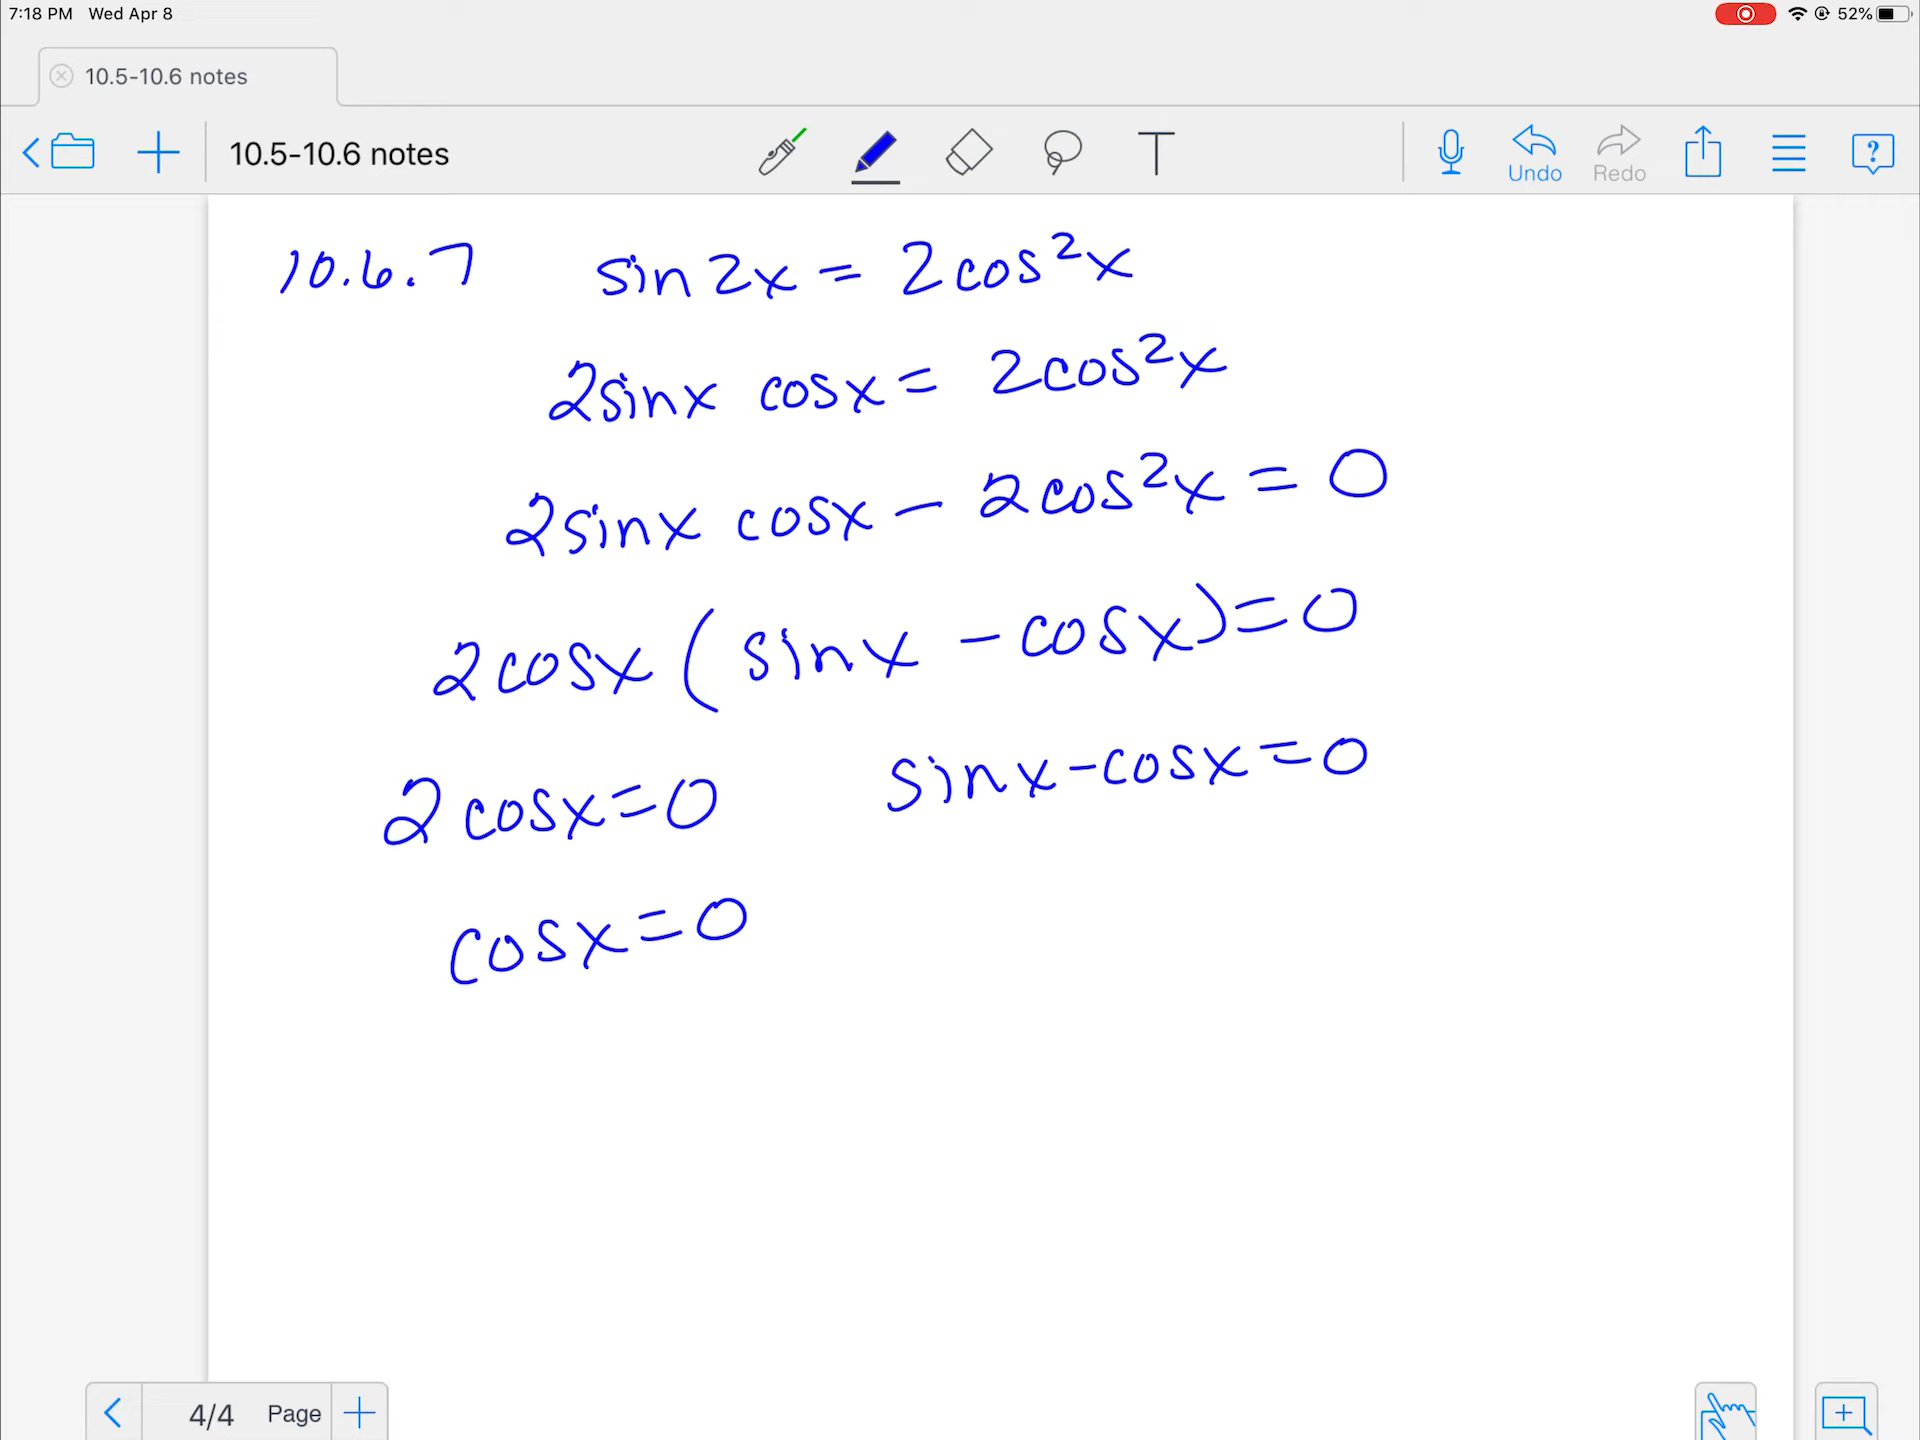 7:18 PM Wed Apr 8 52%
10.5-10.6 notes
10.5-10.6 notes T Undo Redo ?
10.6.7 sin 2x = 2cos²x
2sinx cosx = 2cos²x
2sinx cosx - 2cos²x = 0
2cosx (sinx - cosx) = 0
2cosx = 0 sinx - cosx = 0
cosx = 0
4/4 Page